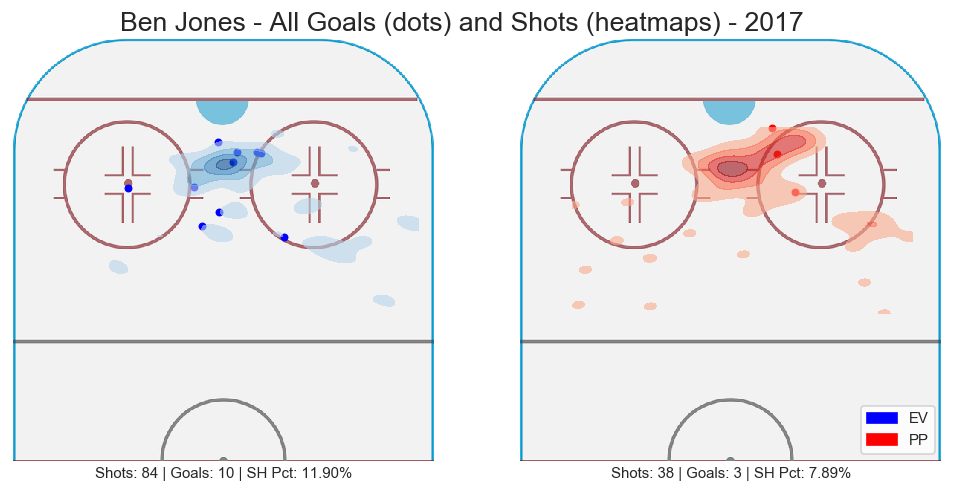 Ben Jones - All Goals (dots) and Shots (heatmaps) - 2017
EV
PP
Shots: 84 | Goals: 10 | SH Pct: 11.90%
Shots: 38 | Goals: 3 | SH Pct: 7.89%